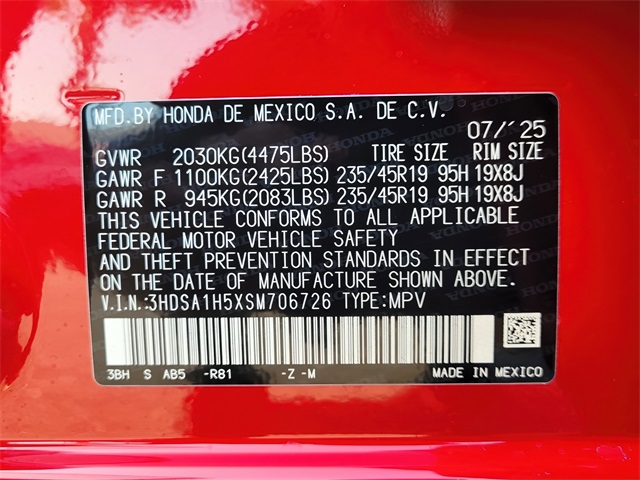 MFD.BY HONDA DE MEXICO S.A. DE C.V.
07/'25
GVWR 2030KG(4475LBS) TIRE SIZE RIM SIZE
GAWR F 1100KG(2425LBS) 235/45R19 95H 19X8J
GAWR R 945KG(2083LBS) 235/45R19 95H 19X8J
THIS VEHICLE CONFORMS TO ALL APPLICABLE
FEDERAL MOTOR VEHICLE SAFETY
AND THEFT PREVENTION STANDARDS IN EFFECT
ON THE DATE OF MANUFACTURE SHOWN ABOVE.
V.I.N.:3HDSA1H5XSM706726 TYPE:MPV
3BH S AB5 -R81 -Z -M MADE IN MEXICO